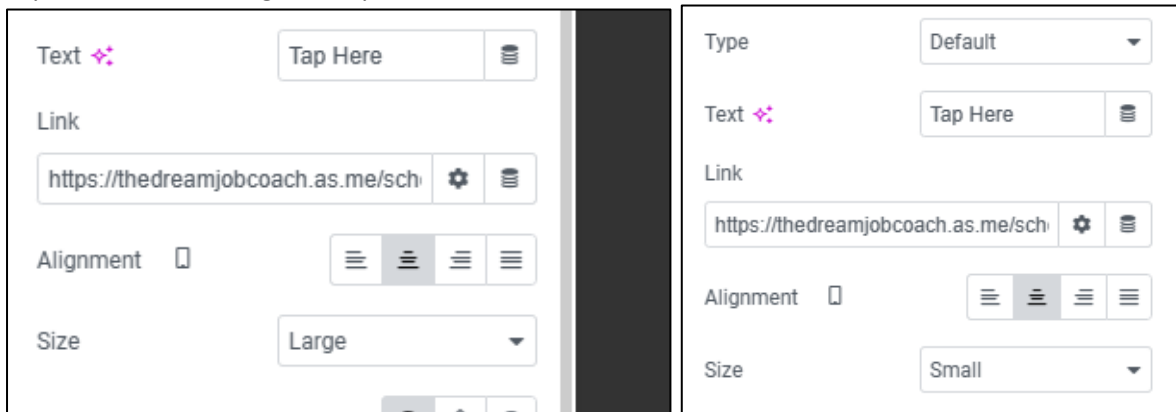 Text Tap Here
Link
https://thedreamjobcoach.as.me/sch
Alignment
Size Large
Type Default
Text Tap Here
Link
https://thedreamjobcoach.as.me/sch
Alignment
Size Small